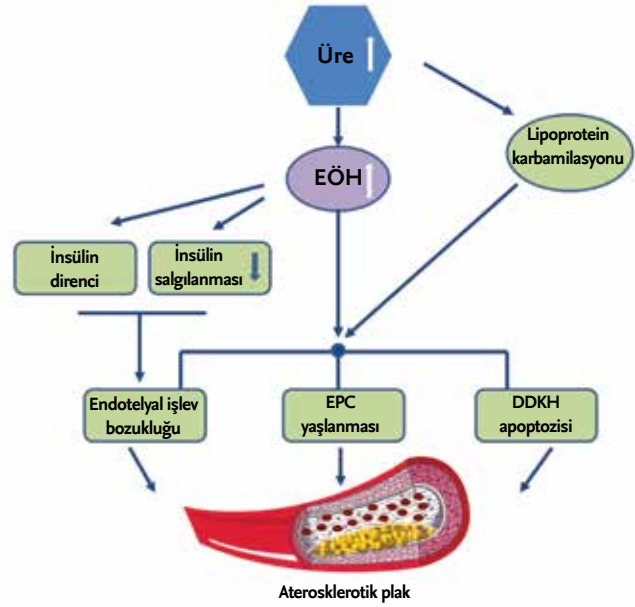 Üre
Lipoprotein
karbamilasyonu
EÖH
İnsülin
direnci
İnsülin
salgılanması
Endotelyal işlev
bozukluğu
EPC
yaşlanması
DDKH
apoptozisi
Aterosklerotik plak